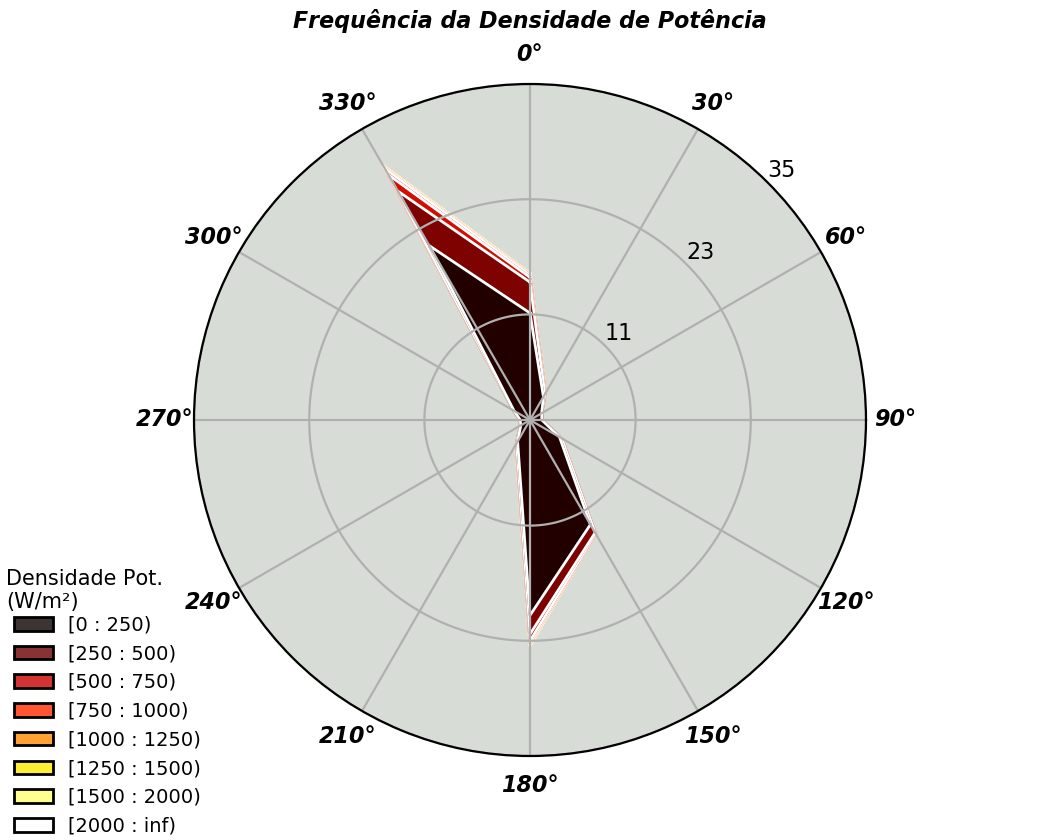 Frequência da Densidade de Potência
0°
330°
30°
35
300°
60°
23
11
270°
90°
Densidade Pot.
(W/m²)
240°
120°
[0 : 250)
[250 : 500)
[500 : 750)
[750 : 1000)
210°
150°
[1000 : 1250)
[1250 : 1500)
180°
[1500 : 2000)
[2000 : inf)